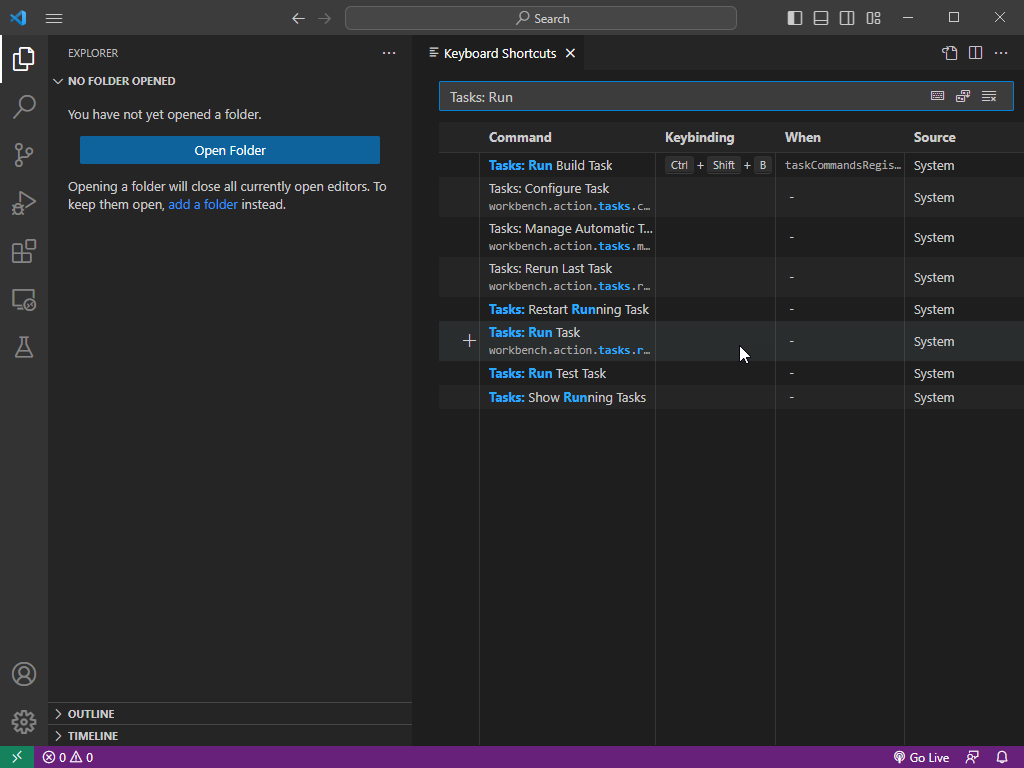 Search
EXPLORER
NO FOLDER OPENED
You have not yet opened a folder.
Open Folder
Opening a folder will close all currently open editors. To
keep them open, add a folder instead.
OUTLINE
TIMELINE
Keyboard Shortcuts
Tasks: Run
Command Keybinding When Source
Tasks: Run Build Task Ctrl + Shift + B taskCommandsRegis... System
Tasks: Configure Task
workbench.action.tasks.c... - System
Tasks: Manage Automatic T...
workbench.action.tasks.m... - System
Tasks: Rerun Last Task
workbench.action.tasks.r... - System
Tasks: Restart Running Task - System
Tasks: Run Task
workbench.action.tasks.r... - System
Tasks: Run Test Task - System
Tasks: Show Running Tasks - System
0 0 Go Live